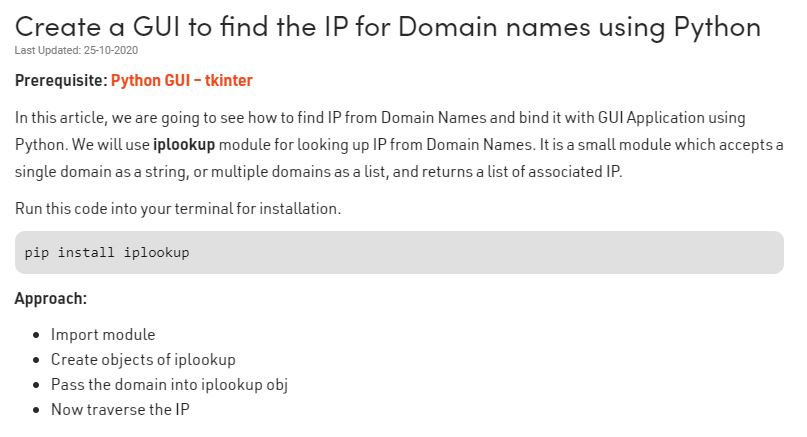 Create a GUI to find the IP for Domain names using Python
Last Updated: 25-10-2020
Prerequisite: Python GUI – tkinter
In this article, we are going to see how to find IP from Domain Names and bind it with GUI Application using
Python. We will use iplookup module for looking up IP from Domain Names. It is a small module which accepts a
single domain as a string, or multiple domains as a list, and returns a list of associated IP.
Run this code into your terminal for installation.
pip install iplookup
Approach:
• Import module
• Create objects of iplookup
• Pass the domain into iplookup obj
• Now traverse the IP